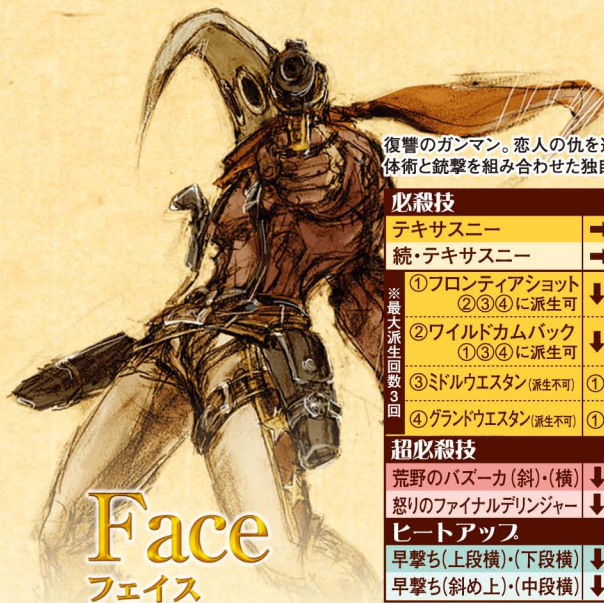 復讐のガンマン。恋人の仇を
体術と銃撃を組み合わせた独
必殺技
テキサスニー ➡
続・テキサスニー ➡
※最大派生回数3回
①フロンティアショット
②③④に派生可 ⬇
②ワイルドカムバック
①③④に派生可 ⬇
③ミドルウエスタン(派生不可) ①
④グランドウエスタン(派生不可) ①
超必殺技
荒野のバズーカ(斜)・(横) ⬇
怒りのファイナルデリンジャー ⬇
ヒートアップ
早撃ち(上段横)・(下段横) ⬇
早撃ち(斜め上)・(中段横) ⬇
Face
フェイス